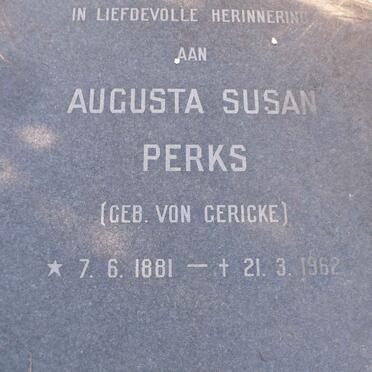 IN LIEFDEVOLLE HERINNERING
AAN
AUGUSTA SUSAN
PERKS
(GEB. VON GERICKE)
★ 7. 6. 1881 — † 21. 3. 1962